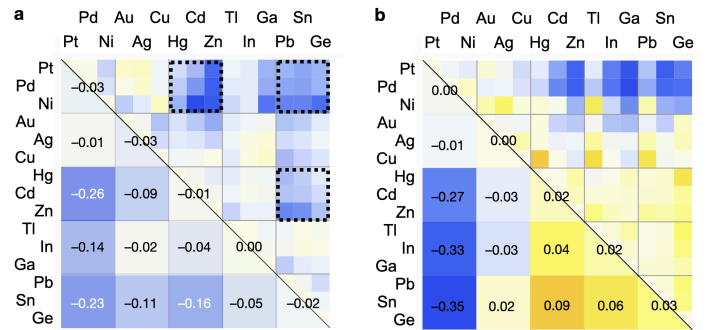 a
Pd Au Cu Cd Tl Ga Sn
Pt Ni Ag Hg Zn In Pb Ge
Pt
Pd
Ni
Au
Ag
Cu
Hg
Cd
Zn
Tl
In
Ga
Pb
Sn
Ge
−0.03
−0.01 −0.03
−0.26 −0.09 −0.01
−0.14 −0.02 −0.04 0.00
−0.23 −0.11 −0.16 −0.05 −0.02
b
Pd Au Cu Cd Tl Ga Sn
Pt Ni Ag Hg Zn In Pb Ge
Pt
Pd
Ni
Au
Ag
Cu
Hg
Cd
Zn
Tl
In
Ga
Pb
Sn
Ge
0.00
−0.01 0.00
−0.27 −0.03 0.02
−0.33 −0.03 0.04 0.02
−0.35 0.02 0.09 0.06 0.03